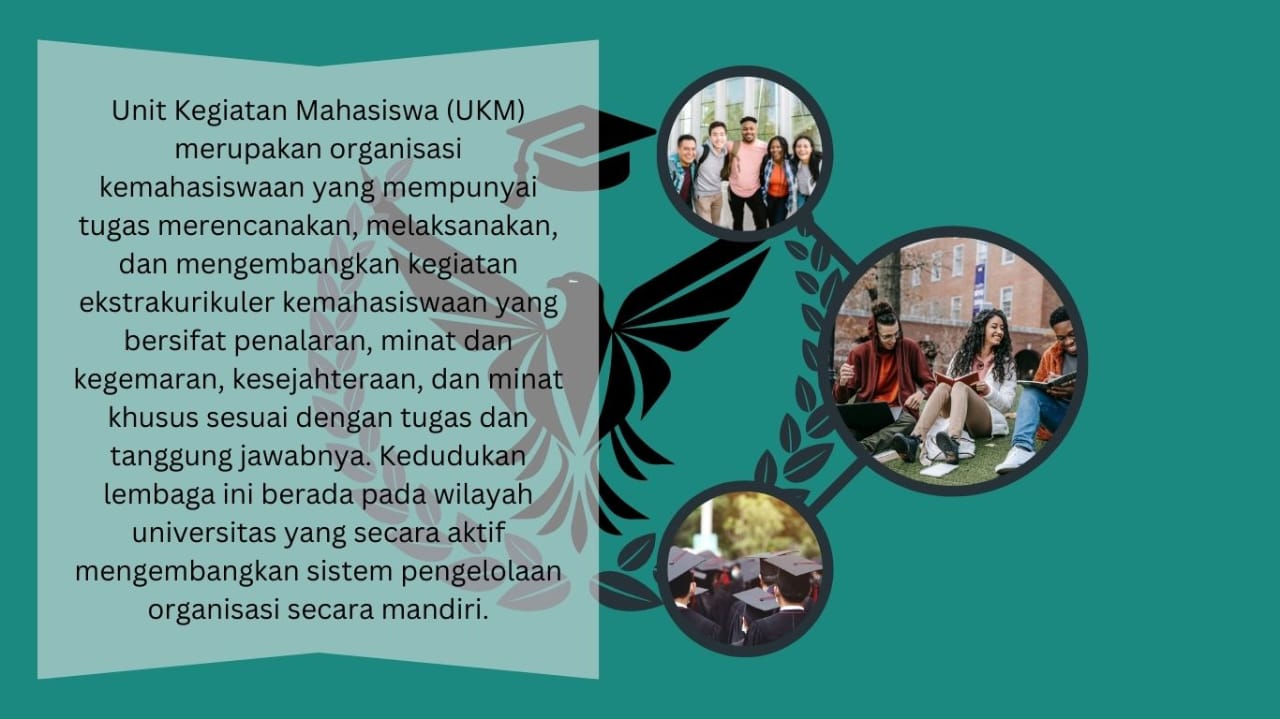 Unit Kegiatan Mahasiswa (UKM)
merupakan organisasi
kemahasiswaan yang mempunyai
tugas merencanakan, melaksanakan,
dan mengembangkan kegiatan
ekstrakurikuler kemahasiswaan yang
bersifat penalaran, minat dan
kegemaran, kesejahteraan, dan minat
khusus sesuai dengan tugas dan
tanggung jawabnya. Kedudukan
lembaga ini berada pada wilayah
universitas yang secara aktif
mengembangkan sistem pengelolaan
organisasi secara mandiri.